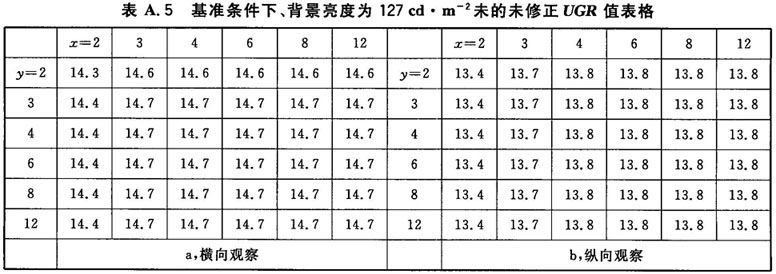 表 A.5 基准条件下、背景亮度为 127 cd·m⁻²未的未修正 UGR 值表格
x=2 3 4 6 8 12 x=2 3 4 6 8 12
y=2 14.3 14.6 14.6 14.6 14.6 14.6 y=2 13.4 13.7 13.8 13.8 13.8 13.8
3 14.4 14.7 14.7 14.7 14.7 14.7 3 13.4 13.7 13.8 13.8 13.8 13.8
4 14.4 14.7 14.7 14.7 14.7 14.7 4 13.4 13.7 13.8 13.8 13.8 13.8
6 14.4 14.7 14.7 14.7 14.7 14.7 6 13.4 13.7 13.8 13.8 13.8 13.8
8 14.4 14.7 14.7 14.7 14.7 14.7 8 13.4 13.7 13.8 13.8 13.8 13.8
12 14.4 14.7 14.7 14.7 14.7 14.7 12 13.4 13.7 13.8 13.8 13.8 13.8
a,横向观察 b,纵向观察